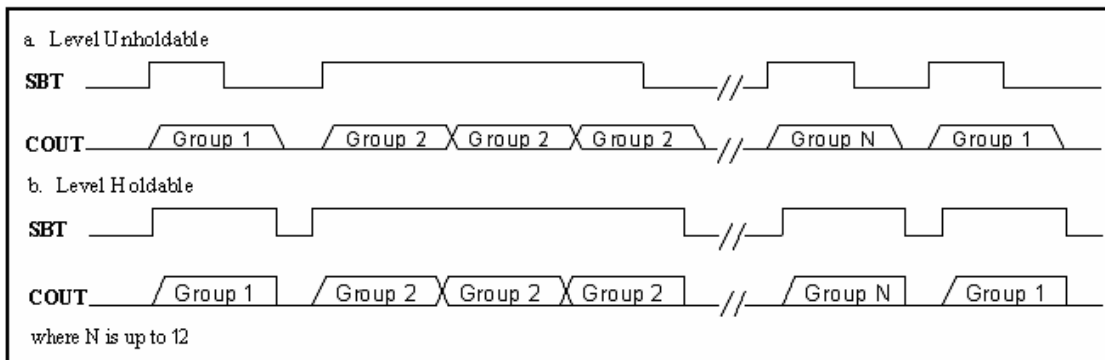 a. Level Unholdable
SBT
COUT Group 1 Group 2 Group 2 Group 2 // Group N Group 1
b. Level Holdable
SBT
COUT Group 1 Group 2 Group 2 Group 2 // Group N Group 1
where N is up to 12